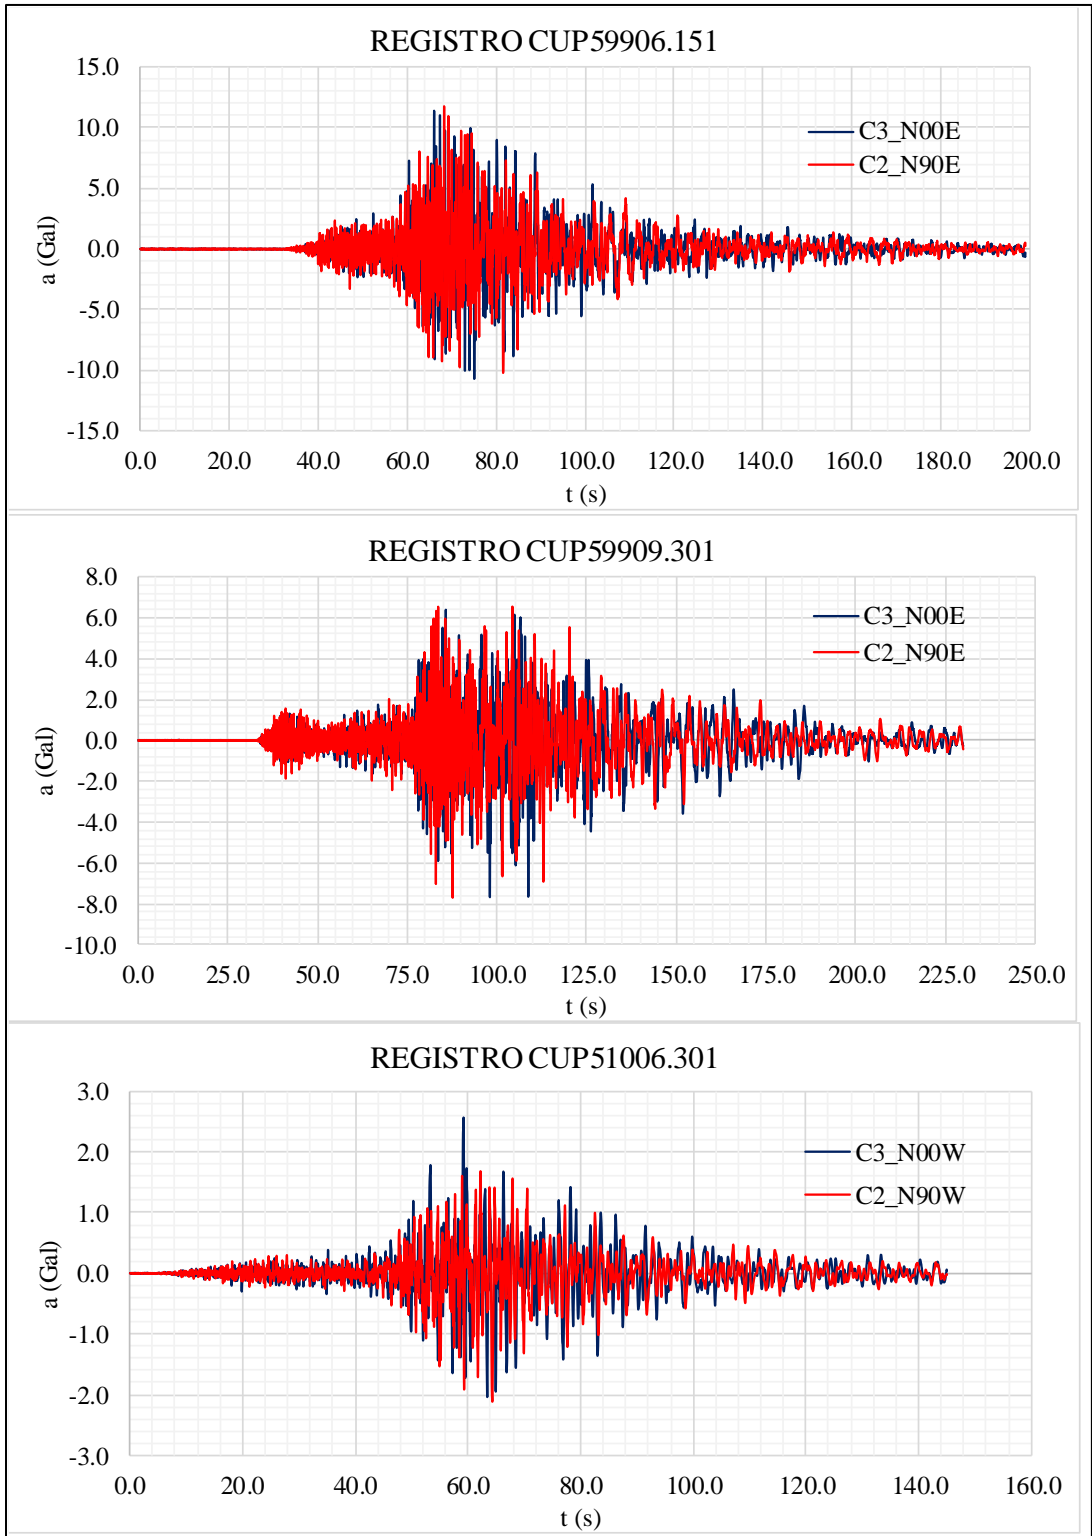 REGISTRO CUP59906.151
15.0
10.0
5.0
0.0
-5.0
-10.0
-15.0
a (Gal)
C3_N00E
C2_N90E
0.0 20.0 40.0 60.0 80.0 100.0 120.0 140.0 160.0 180.0 200.0
t (s)
REGISTRO CUP59909.301
8.0
6.0
4.0
2.0
0.0
-2.0
-4.0
-6.0
-8.0
-10.0
a (Gal)
C3_N00E
C2_N90E
0.0 25.0 50.0 75.0 100.0 125.0 150.0 175.0 200.0 225.0 250.0
t (s)
REGISTRO CUP51006.301
3.0
2.0
1.0
0.0
-1.0
-2.0
-3.0
a (Gal)
C3_N00W
C2_N90W
0.0 20.0 40.0 60.0 80.0 100.0 120.0 140.0 160.0
t (s)